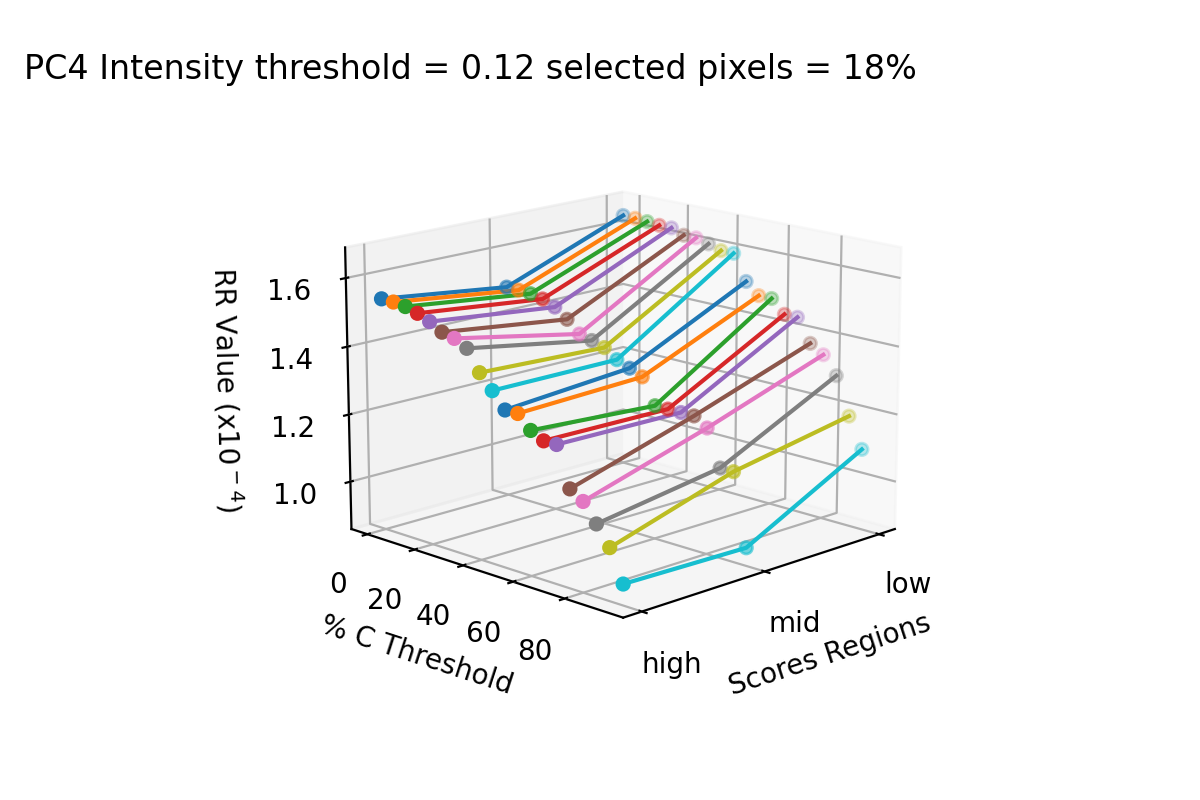 PC4 Intensity threshold = 0.12 selected pixels = 18%
RR Value (x10⁻⁴)
1.6
1.4
1.2
1.0
0
20
40
60
80
% C Threshold
high
mid
low
Scores Regions